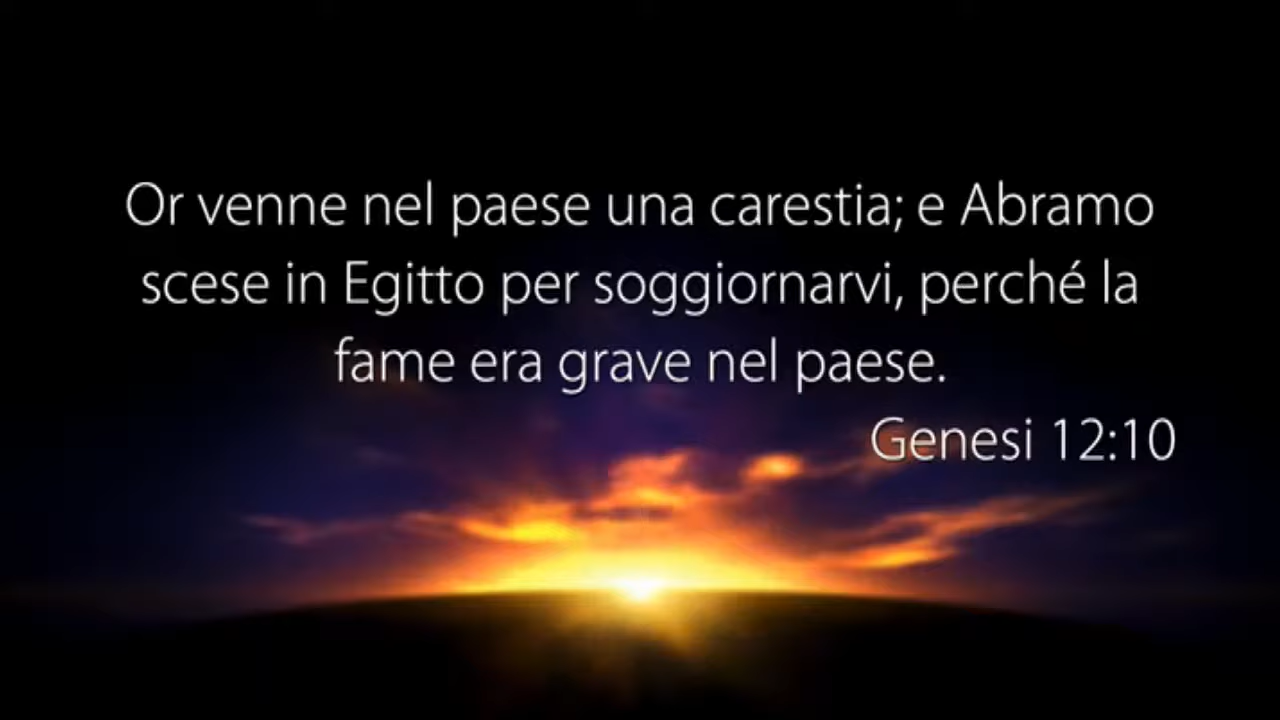 Or venne nel paese una carestia; e Abramo
scese in Egitto per soggiornarvi, perché la
fame era grave nel paese.
Genesi 12:10